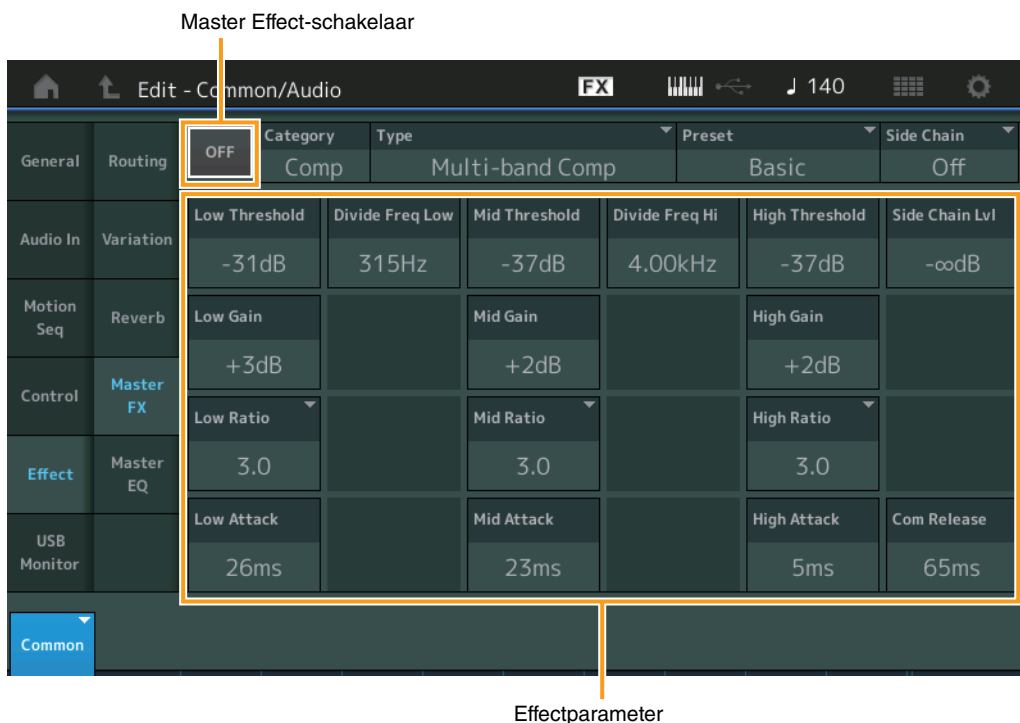 Master Effect-schakelaar
Edit - Common/Audio
FX
140
General
Routing
OFF
Category
Comp
Type
Multi-band Comp
Preset
Basic
Side Chain
Off
Audio In
Variation
Low Threshold
-31dB
Divide Freq Low
315Hz
Mid Threshold
-37dB
Divide Freq Hi
4.00kHz
High Threshold
-37dB
Side Chain Lvl
-∞dB
Motion
Seq
Reverb
Low Gain
+3dB
Mid Gain
+2dB
High Gain
+2dB
Control
Master
FX
Low Ratio
3.0
Mid Ratio
3.0
High Ratio
3.0
Effect
Master
EQ
Low Attack
26ms
Mid Attack
23ms
High Attack
5ms
Com Release
65ms
USB
Monitor
Common
Effectparameter